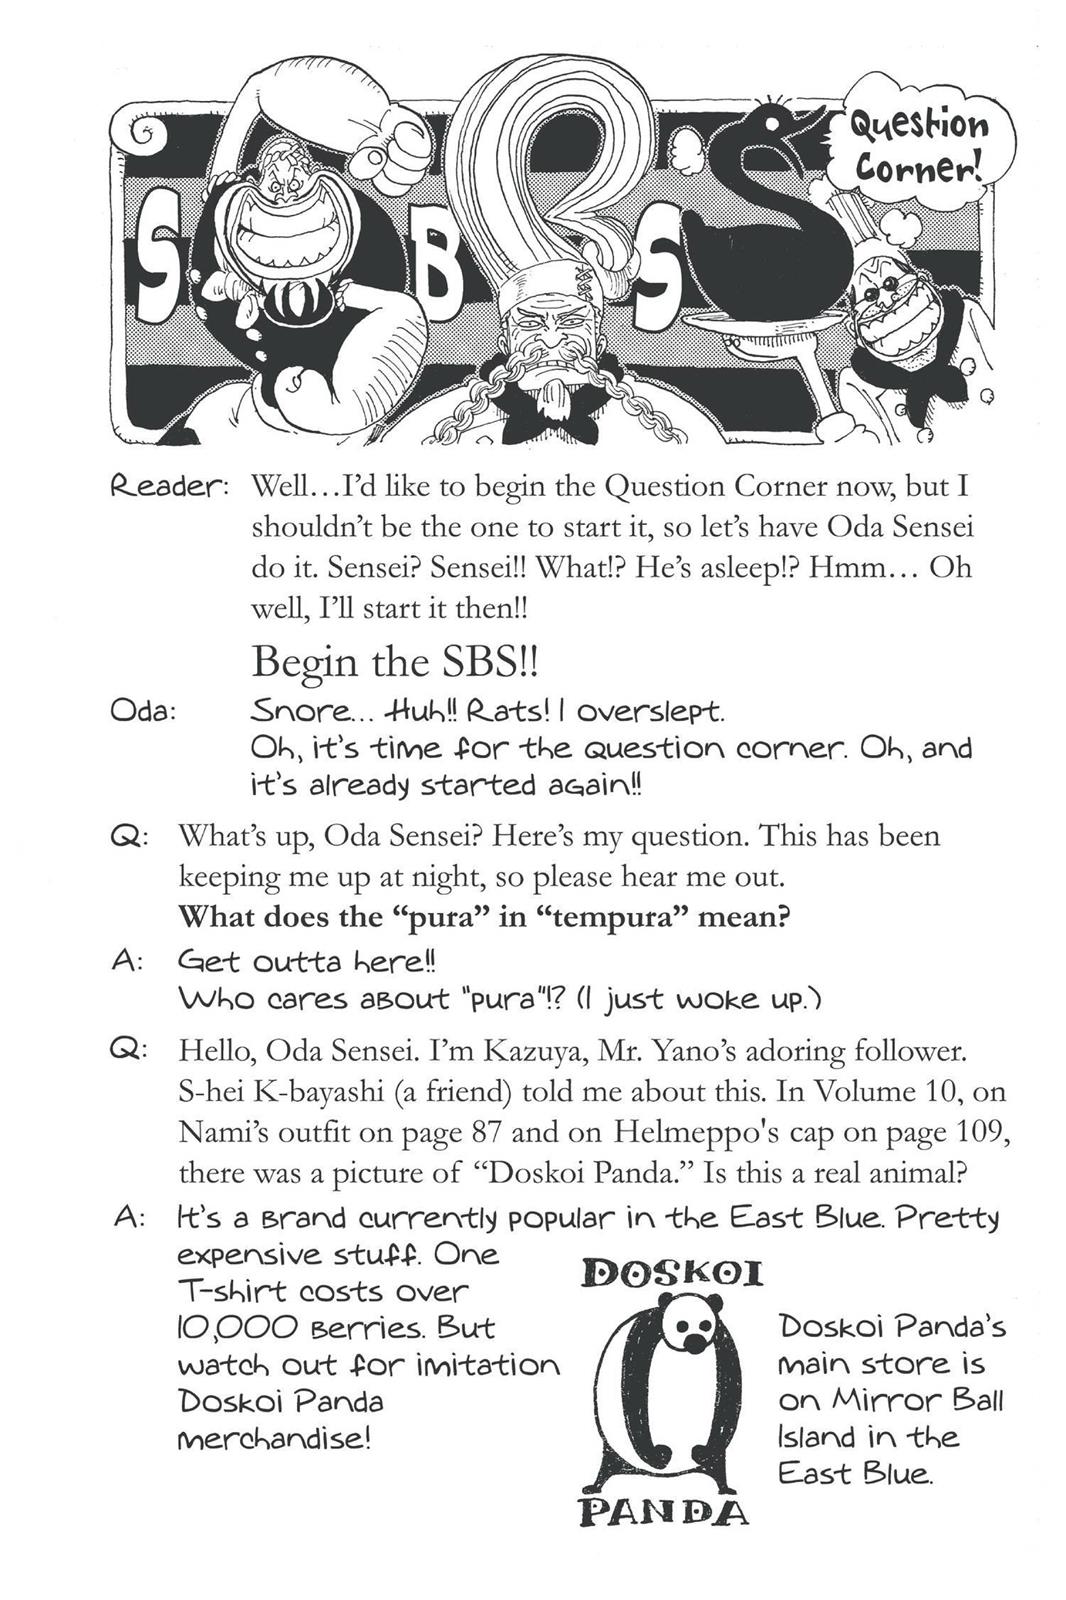 SBS
Question
Corner!
Reader: Well…I'd like to begin the Question Corner now, but I
shouldn't be the one to start it, so let's have Oda Sensei
do it. Sensei? Sensei!! What!? He's asleep!? Hmm… Oh
well, I'll start it then!!
Begin the SBS!!
Oda: Snore... Huh!! Rats! I overslept.
Oh, it's time for the question corner. Oh, and
it's already started again!!
Q: What's up, Oda Sensei? Here's my question. This has been
keeping me up at night, so please hear me out.
What does the “pura” in “tempura” mean?
A: Get outta here!!
Who cares about "pura"!? (I just woke up.)
Q: Hello, Oda Sensei. I'm Kazuya, Mr. Yano's adoring follower.
S-hei K-bayashi (a friend) told me about this. In Volume 10, on
Nami's outfit on page 87 and on Helmeppo's cap on page 109,
there was a picture of “Doskoi Panda.” Is this a real animal?
A: It's a brand currently popular in the East Blue. Pretty
expensive stuff. One
T-shirt costs over
10,000 berries. But
watch out for imitation
Doskoi Panda
merchandise!
DOSKOI
PANDA
Doskoi Panda's
main store is
on Mirror Ball
Island in the
East Blue.